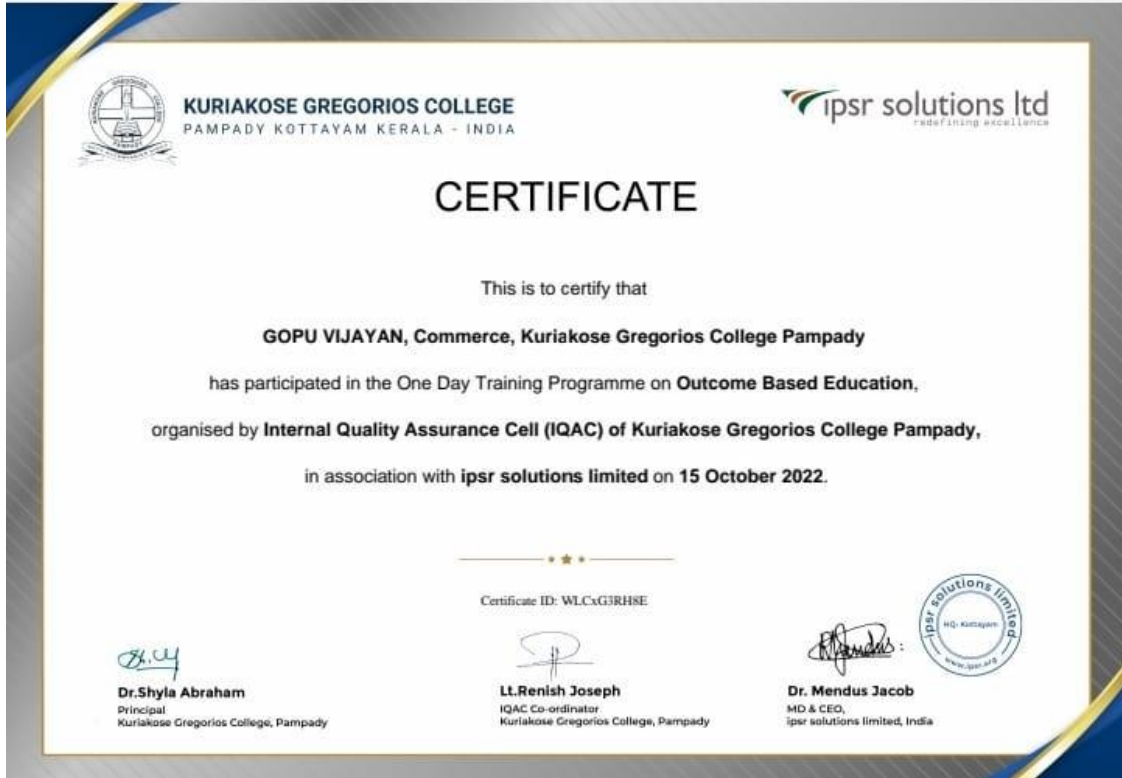 KURIAKOSE GREGORIOS COLLEGE
PAMPADY KOTTAYAM KERALA - INDIA
ipsr solutions ltd
redefining excellence
CERTIFICATE
This is to certify that
GOPU VIJAYAN, Commerce, Kuriakose Gregorios College Pampady
has participated in the One Day Training Programme on Outcome Based Education,
organised by Internal Quality Assurance Cell (IQAC) of Kuriakose Gregorios College Pampady,
in association with ipsr solutions limited on 15 October 2022.
Certificate ID: WLCxG3RH8E
ipsr solutions limited
HQ: Kottayam
www.ipsr.org
Dr.Shyla Abraham
Principal
Kuriakose Gregorios College, Pampady
Lt.Renish Joseph
IQAC Co-ordinator
Kuriakose Gregorios College, Pampady
Dr. Mendus Jacob
MD & CEO,
ipsr solutions limited, India